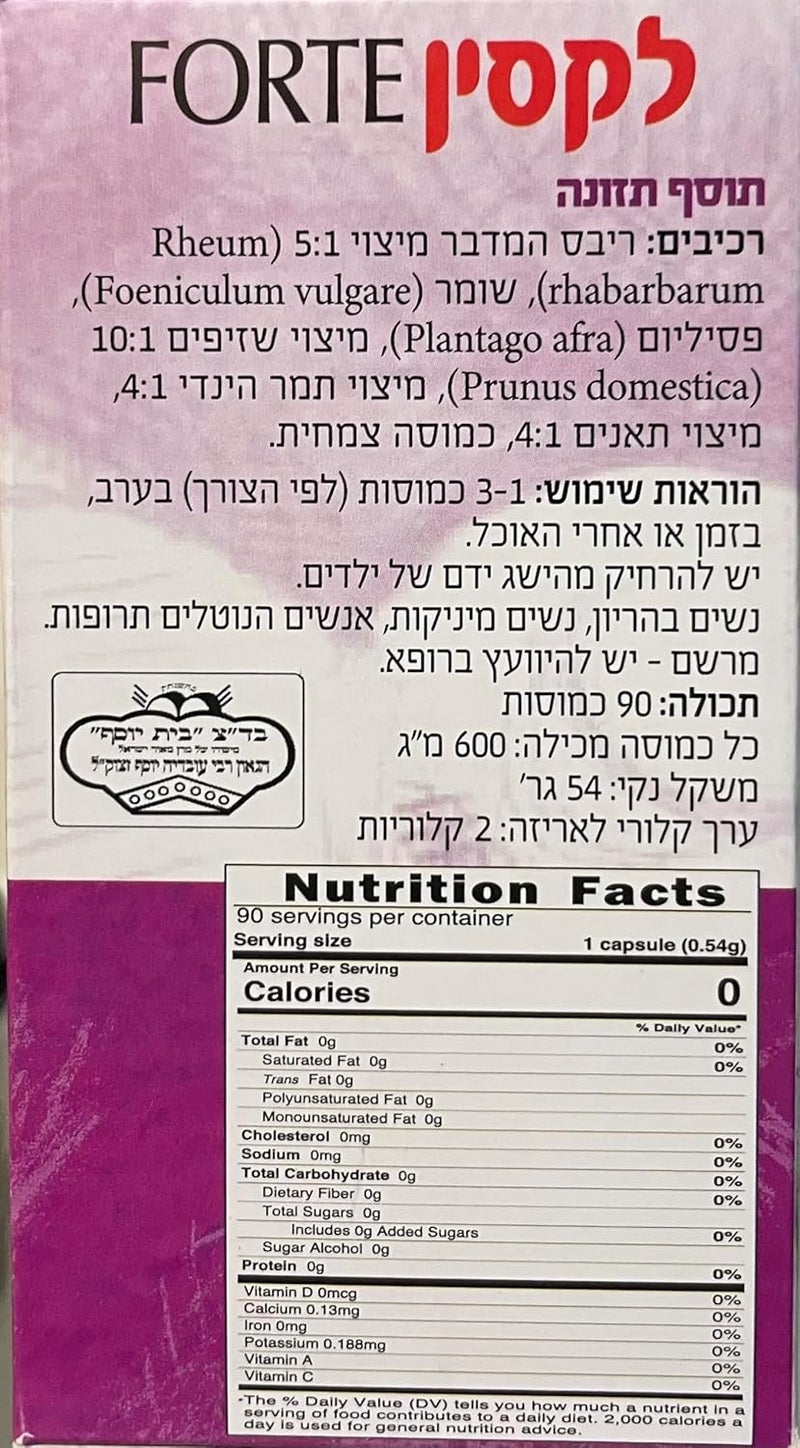 לקסין FORTE
תוסף תזונה
רכיבים: ריבס המדבר מיצוי 5:1 (Rheum
rhabarbarum), שומר (Foeniculum vulgare),
פסיליום (Plantago afra), מיצוי שזיפים 10:1
(Prunus domestica), מיצוי תמר הינדי 4:1,
מיצוי תאנים 4:1, כמוסה צמחית.
הוראות שימוש: 3-1 כמוסות (לפי הצורך) בערב,
בזמן או אחרי האוכל.
יש להרחיק מהישג ידם של ילדים.
נשים בהריון, נשים מיניקות, אנשים הנוטלים תרופות.
מרשם - יש להיוועץ ברופא.
תכולה: 90 כמוסות
כל כמוסה מכילה: 600 מ"ג
משקל נקי: 54 גר'
ערך קלורי לאריזה: 2 קלוריות
בד"צ "בית יוסף"
מיסודו של מרן מאור ישראל
הגאון רבי עובדיה יוסף זצוק"ל
Nutrition Facts
90 servings per container
Serving size 1 capsule (0.54g)
Amount Per Serving
Calories 0
% Daily Value*
Total Fat 0g 0%
Saturated Fat 0g 0%
Trans Fat 0g
Polyunsaturated Fat 0g
Monounsaturated Fat 0g
Cholesterol 0mg 0%
Sodium 0mg 0%
Total Carbohydrate 0g 0%
Dietary Fiber 0g 0%
Total Sugars 0g
Includes 0g Added Sugars 0%
Sugar Alcohol 0g
Protein 0g 0%
Vitamin D 0mcg 0%
Calcium 0.13mg 0%
Iron 0mg 0%
Potassium 0.188mg 0%
Vitamin A 0%
Vitamin C 0%
*The % Daily Value (DV) tells you how much a nutrient in a
serving of food contributes to a daily diet. 2,000 calories a
day is used for general nutrition advice.